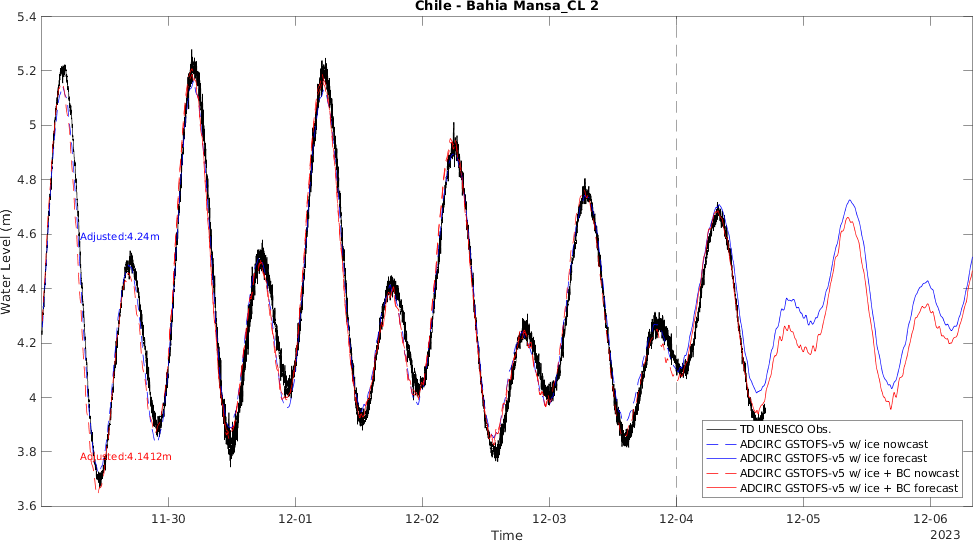 Chile - Bahia Mansa_CL 2
5.4
5.2
5
4.8
4.6
4.4
4.2
4
3.8
3.6
Water Level (m)
Adjusted:4.24m
Adjusted:4.1412m
TD UNESCO Obs.
ADCIRC GSTOFS-v5 w/ ice nowcast
ADCIRC GSTOFS-v5 w/ ice forecast
ADCIRC GSTOFS-v5 w/ ice + BC nowcast
ADCIRC GSTOFS-v5 w/ ice + BC forecast
11-30
12-01
12-02
12-03
12-04
12-05
12-06
Time
2023